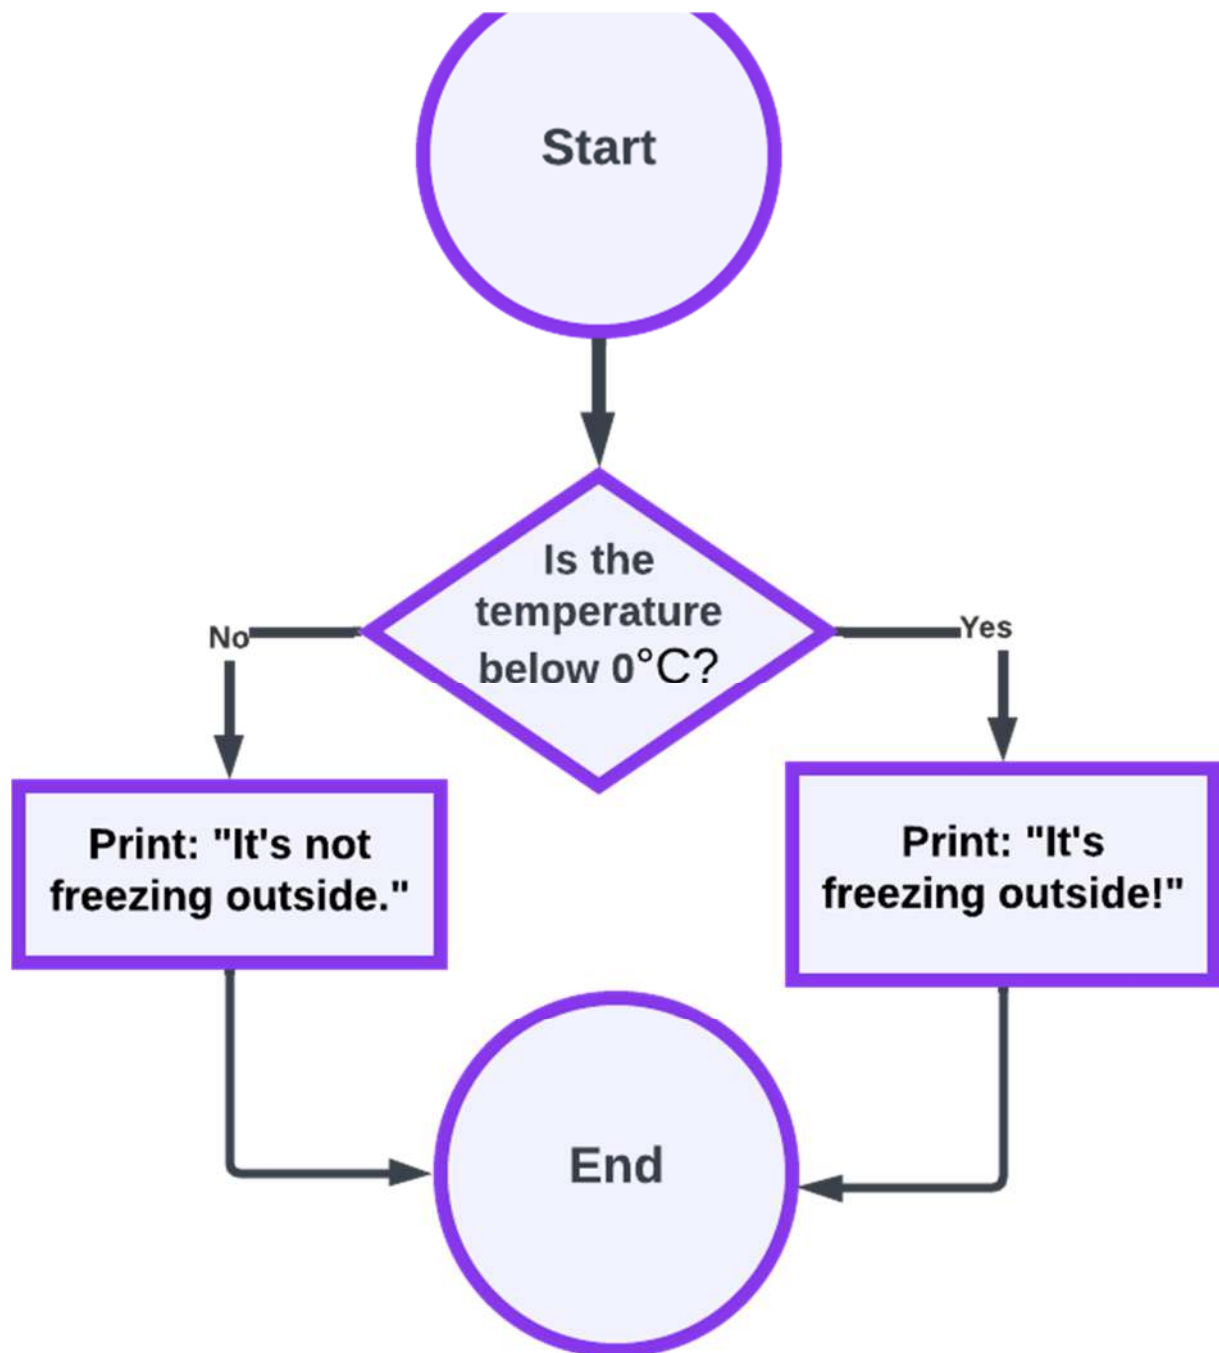 Start
Is the
temperature
below 0°C?
No
Yes
Print: "It's not
freezing outside."
Print: "It's
freezing outside!"
End